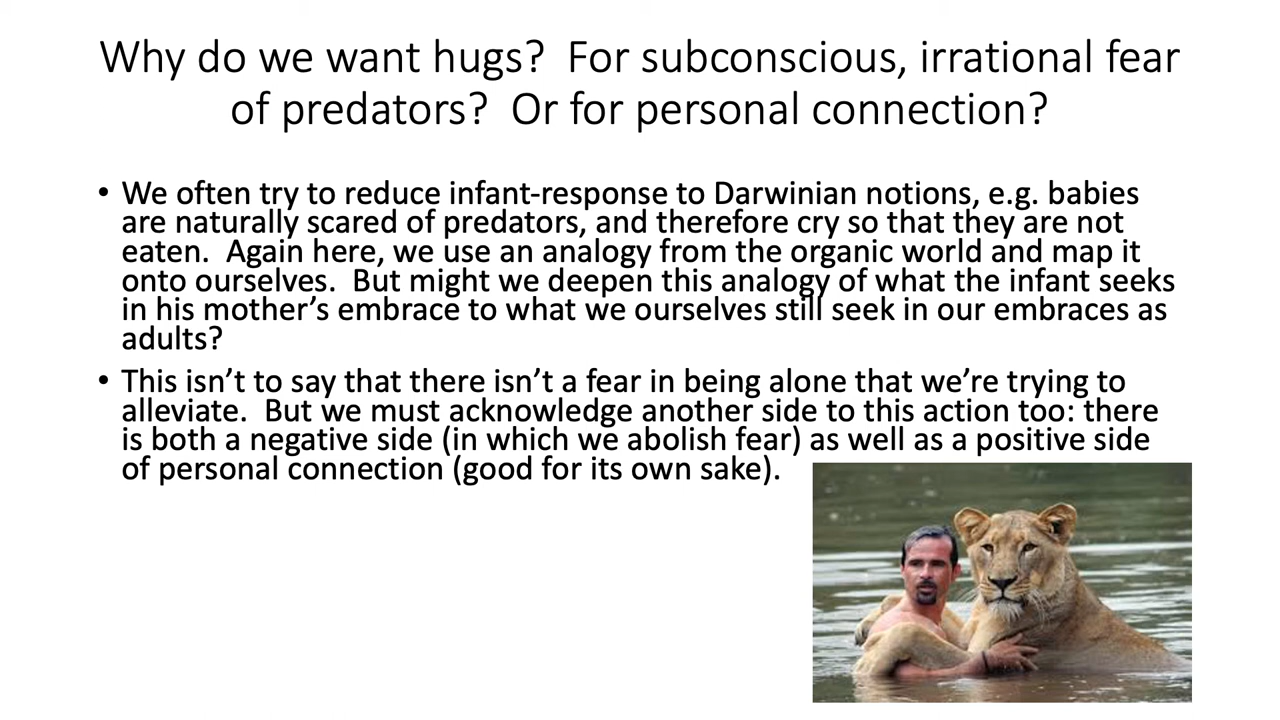 Why do we want hugs?  For subconscious, irrational fear
of predators?  Or for personal connection?
• We often try to reduce infant-response to Darwinian notions, e.g. babies
are naturally scared of predators, and therefore cry so that they are not
eaten.  Again here, we use an analogy from the organic world and map it
onto ourselves.  But might we deepen this analogy of what the infant seeks
in his mother’s embrace to what we ourselves still seek in our embraces as
adults?
• This isn’t to say that there isn’t a fear in being alone that we’re trying to
alleviate.  But we must acknowledge another side to this action too: there
is both a negative side (in which we abolish fear) as well as a positive side
of personal connection (good for its own sake).